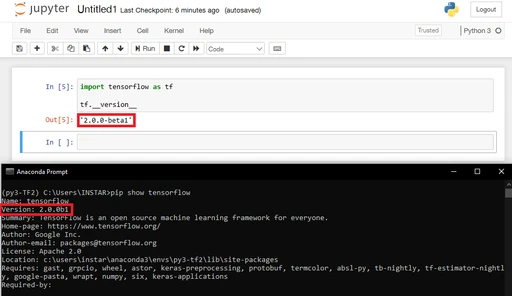 jupyter Untitled1 Last Checkpoint: 6 minutes ago (autosaved) Logout
File Edit View Insert Cell Kernel Help Trusted Python 3
Run Code
In [5]: import tensorflow as tf
tf.__version__
Out[5]: '2.0.0-beta1'
In [ ]:
Anaconda Prompt
(py3-TF2) C:\Users\INSTAR>pip show tensorflow
Name: tensorflow
Version: 2.0.0b1
Summary: TensorFlow is an open source machine learning framework for everyone.
Home-page: https://www.tensorflow.org/
Author: Google Inc.
Author-email: packages@tensorflow.org
License: Apache 2.0
Location: c:\users\instar\anaconda3\envs\py3-tf2\lib\site-packages
Requires: gast, grpcio, wheel, astor, keras-preprocessing, protobuf, termcolor, absl-py, tb-nightly, tf-estimator-nightl
y, google-pasta, wrapt, numpy, six, keras-applications
Required-by: